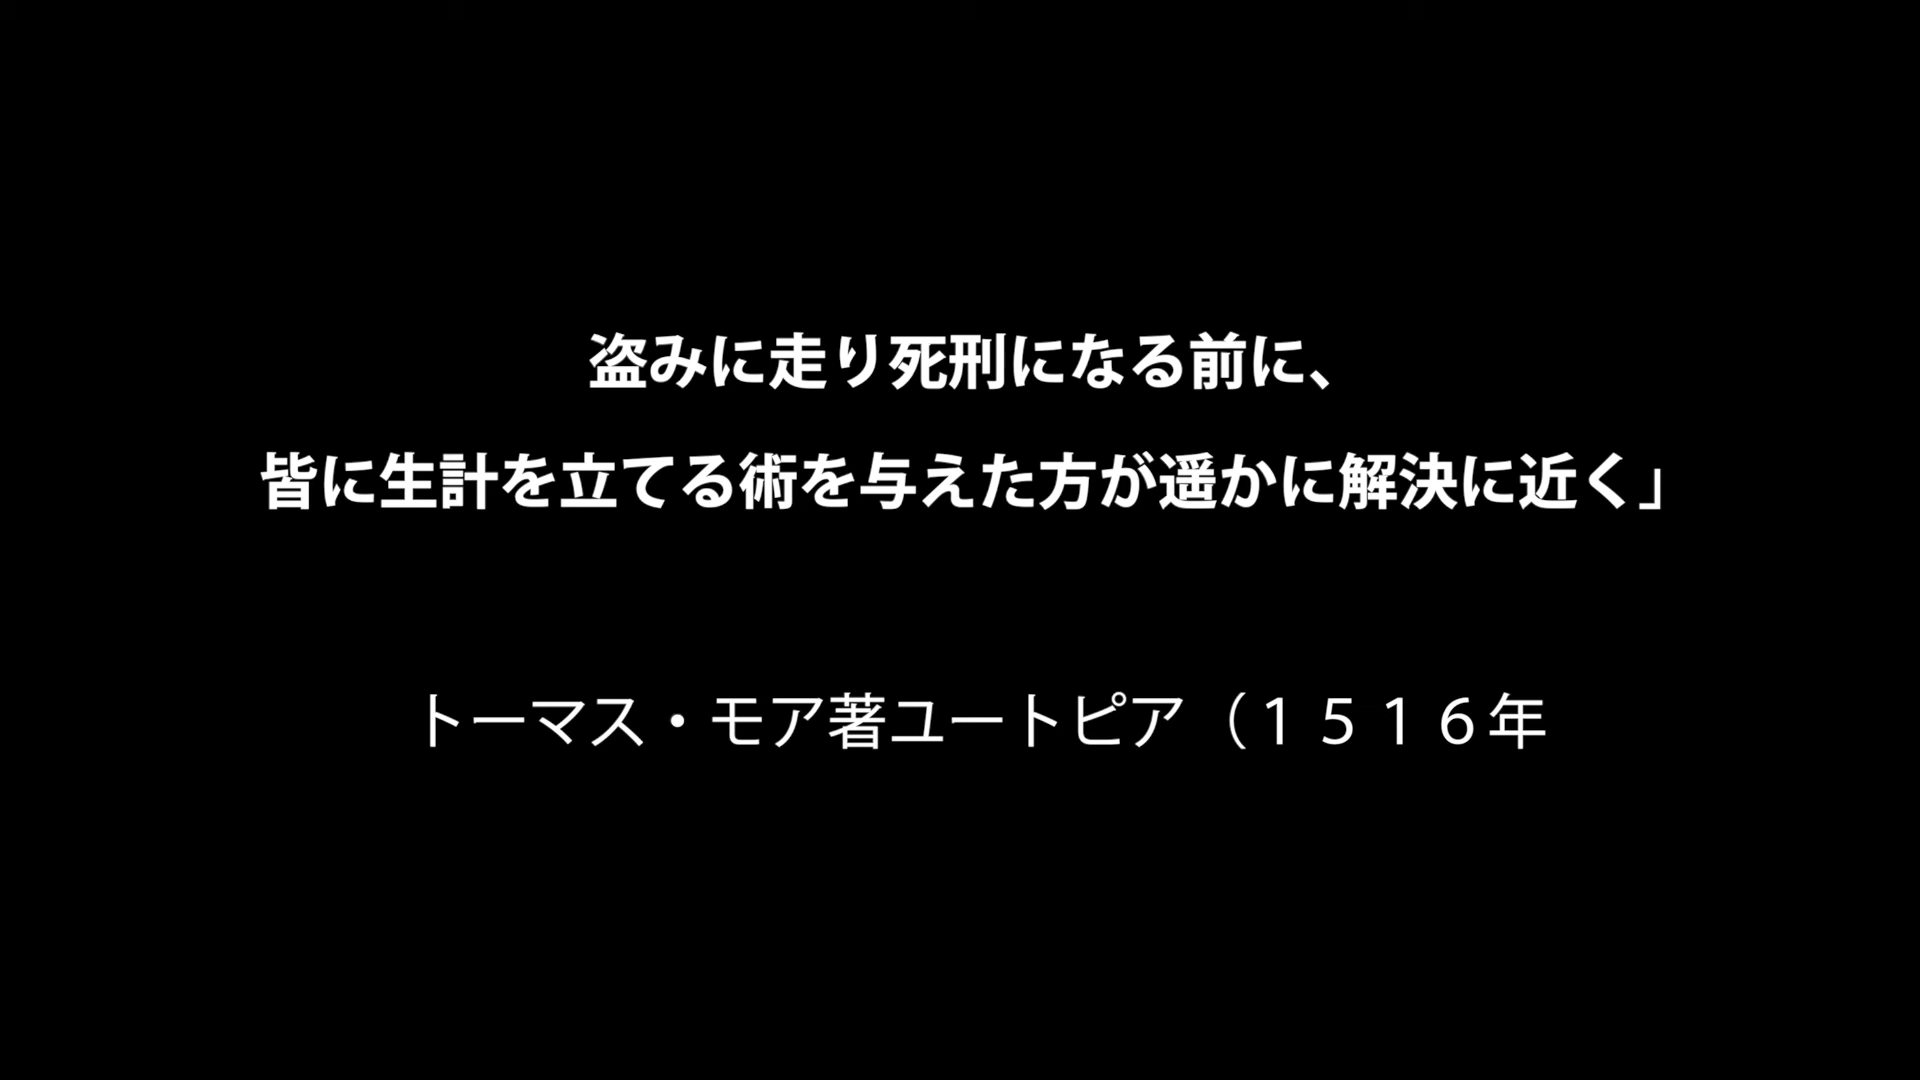 盗みに走り死刑になる前に、
皆に生計を立てる術を与えた方が遥かに解決に近く」
トーマス・モア著ユートピア（１５１６年